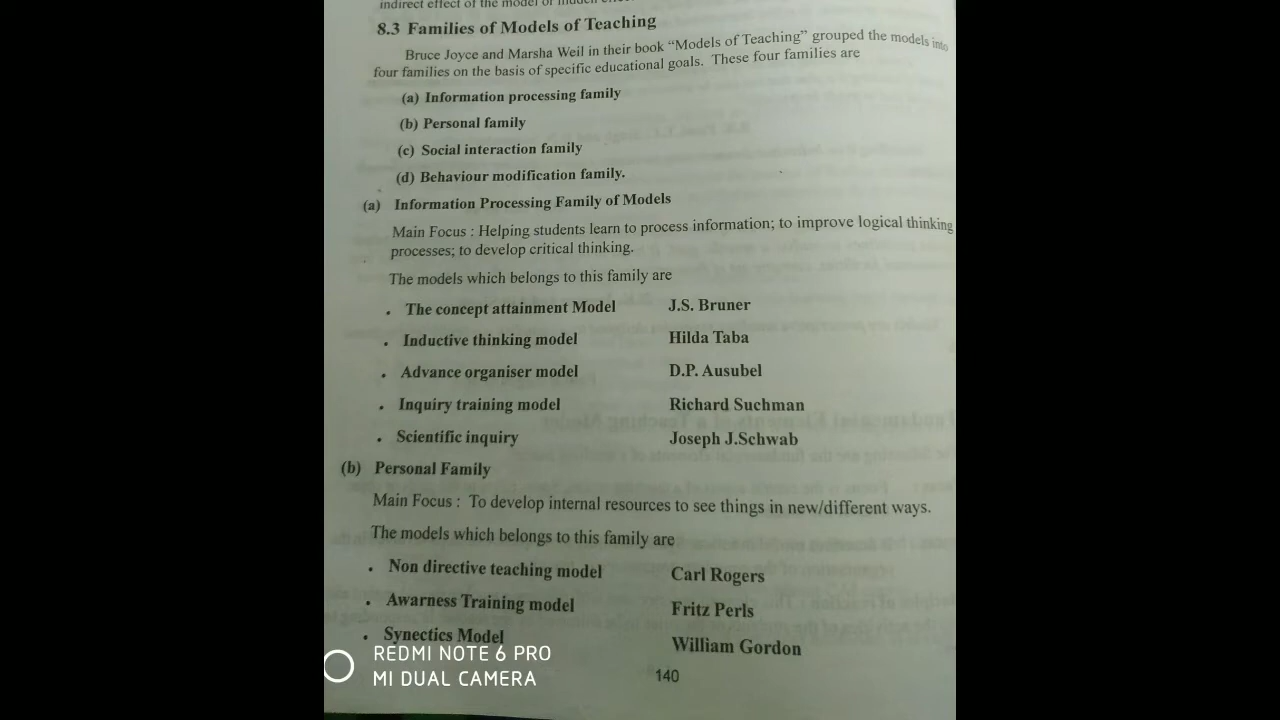 indirect effect of the model or hidden
8.3 Families of Models of Teaching
Bruce Joyce and Marsha Weil in their book “Models of Teaching” grouped the models into
four families on the basis of specific educational goals. These four families are
(a) Information processing family
(b) Personal family
(c) Social interaction family
(d) Behaviour modification family.
(a) Information Processing Family of Models
Main Focus : Helping students learn to process information; to improve logical thinking
processes; to develop critical thinking.
The models which belongs to this family are
• The concept attainment Model J.S. Bruner
• Inductive thinking model Hilda Taba
• Advance organiser model D.P. Ausubel
• Inquiry training model Richard Suchman
• Scientific inquiry Joseph J.Schwab
(b) Personal Family
Main Focus : To develop internal resources to see things in new/different ways.
The models which belongs to this family are
• Non directive teaching model Carl Rogers
• Awarness Training model Fritz Perls
• Synectics Model William Gordon
REDMI NOTE 6 PRO
MI DUAL CAMERA
140